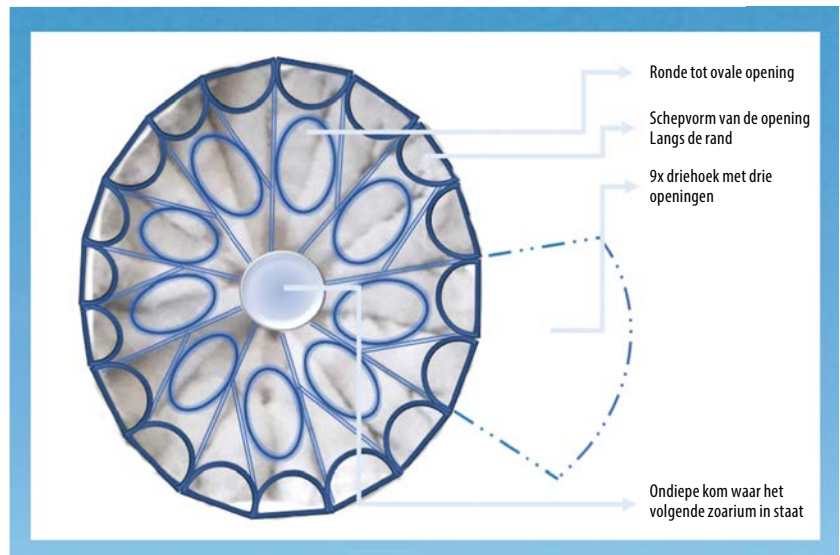 Ronde tot ovale opening
Schepvorm van de opening
Langs de rand
9x driehoek met drie
openingen
Ondiepe kom waar het
volgende zoarium in staat